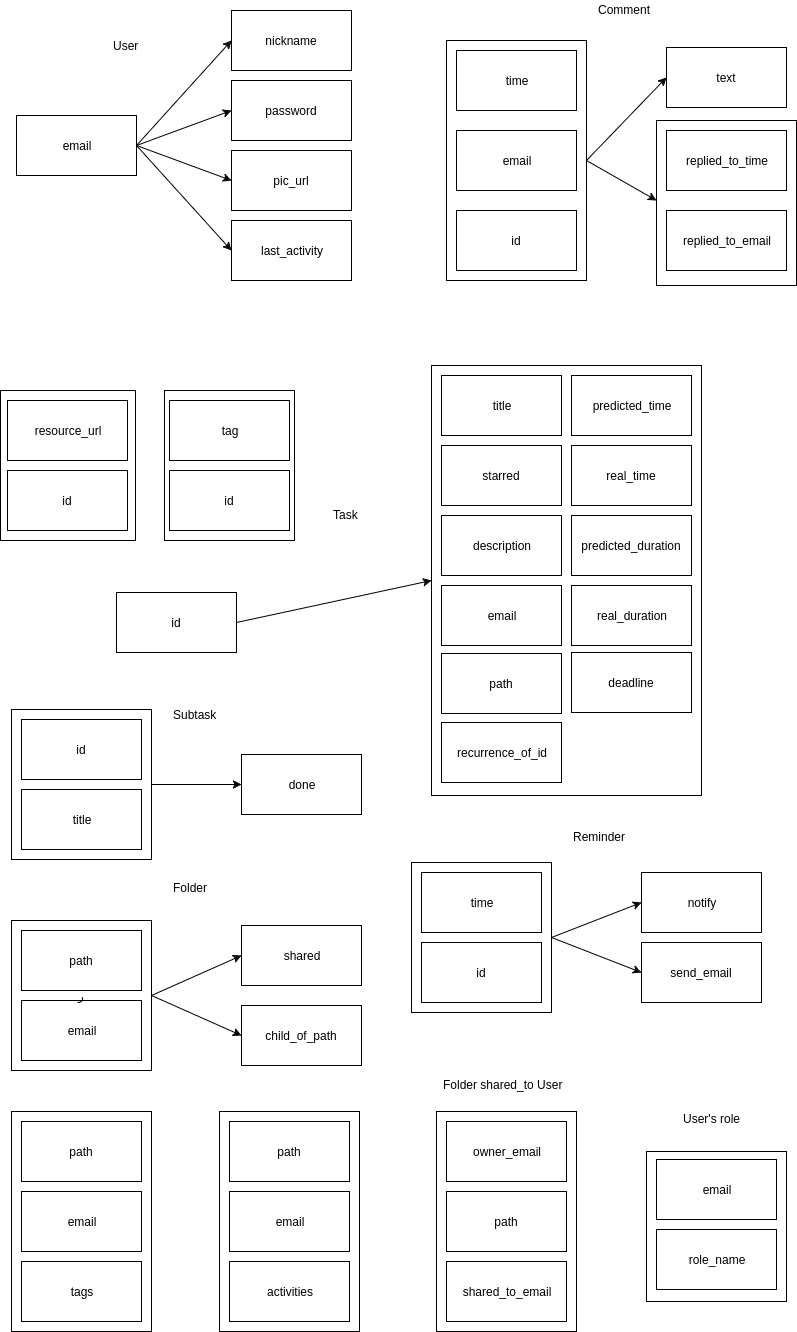 User
email
nickname
password
pic_url
last_activity
Comment
time
email
id
text
replied_to_time
replied_to_email
resource_url
id
tag
id
Task
id
title
predicted_time
starred
real_time
description
predicted_duration
email
real_duration
path
deadline
recurrence_of_id
Subtask
id
title
done
Reminder
time
id
notify
send_email
Folder
path
email
shared
child_of_path
path
email
tags
path
email
activities
Folder shared_to User
owner_email
path
shared_to_email
User's role
email
role_name